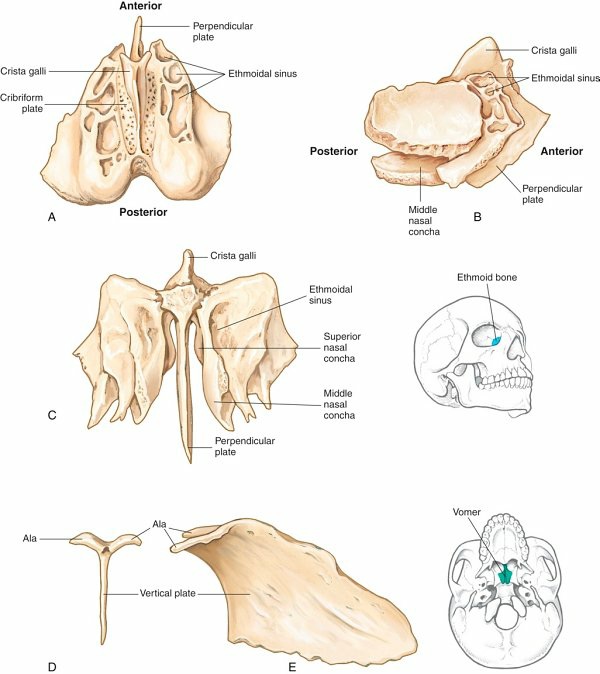 Anterior
Perpendicular
plate
Crista galli
Ethmoidal sinus
Cribriform
plate
A
Posterior
Crista galli
Ethmoidal sinus
Posterior
Anterior
Perpendicular
plate
Middle
nasal
concha
B
Crista galli
Ethmoidal
sinus
Superior
nasal
concha
Middle
nasal
concha
Perpendicular
plate
C
Ethmoid bone
Ala
Ala
Vertical plate
D
E
Vomer